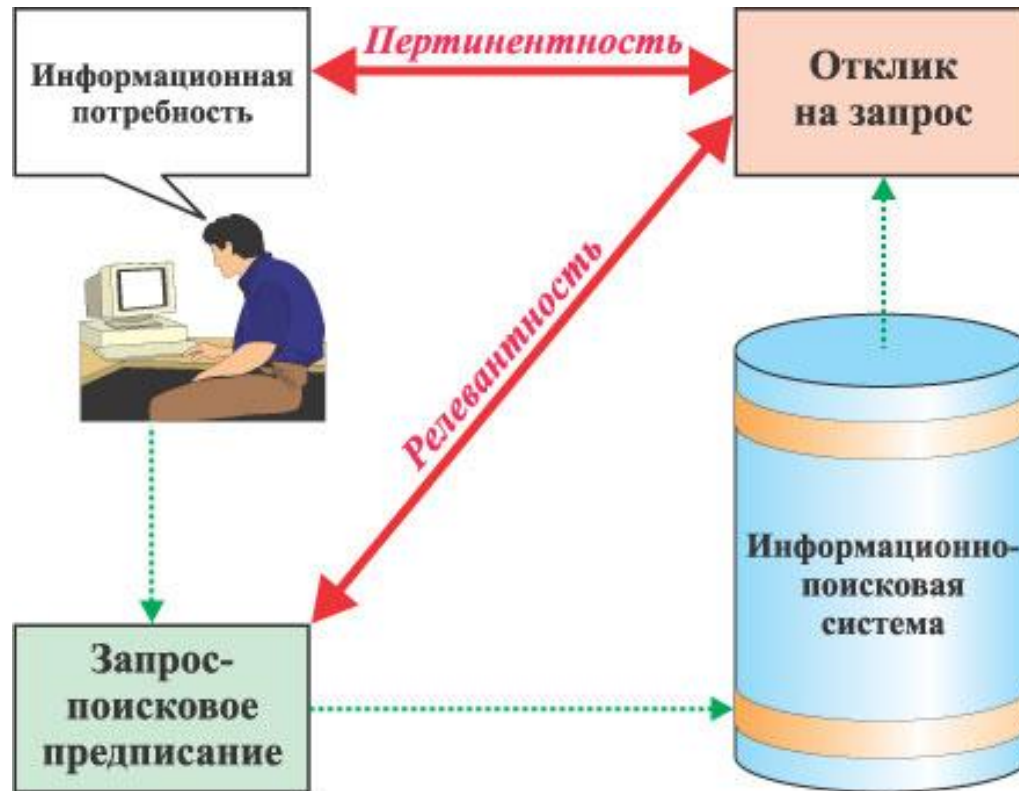 Пертинентность
Информационная
потребность
Отклик
на запрос
Релевантность
Информационно-
поисковая
система
Запрос-
поисковое
предписание